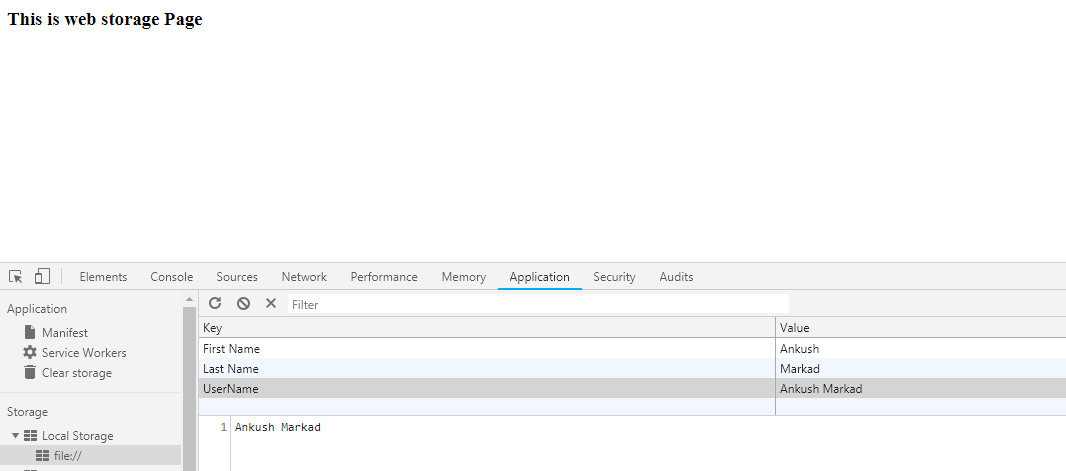 This is web storage Page
Elements Console Sources Network Performance Memory Application Security Audits
Application
Manifest
Service Workers
Clear storage
Storage
Local Storage
file://
Filter
Key Value
First Name Ankush
Last Name Markad
UserName Ankush Markad
1 Ankush Markad